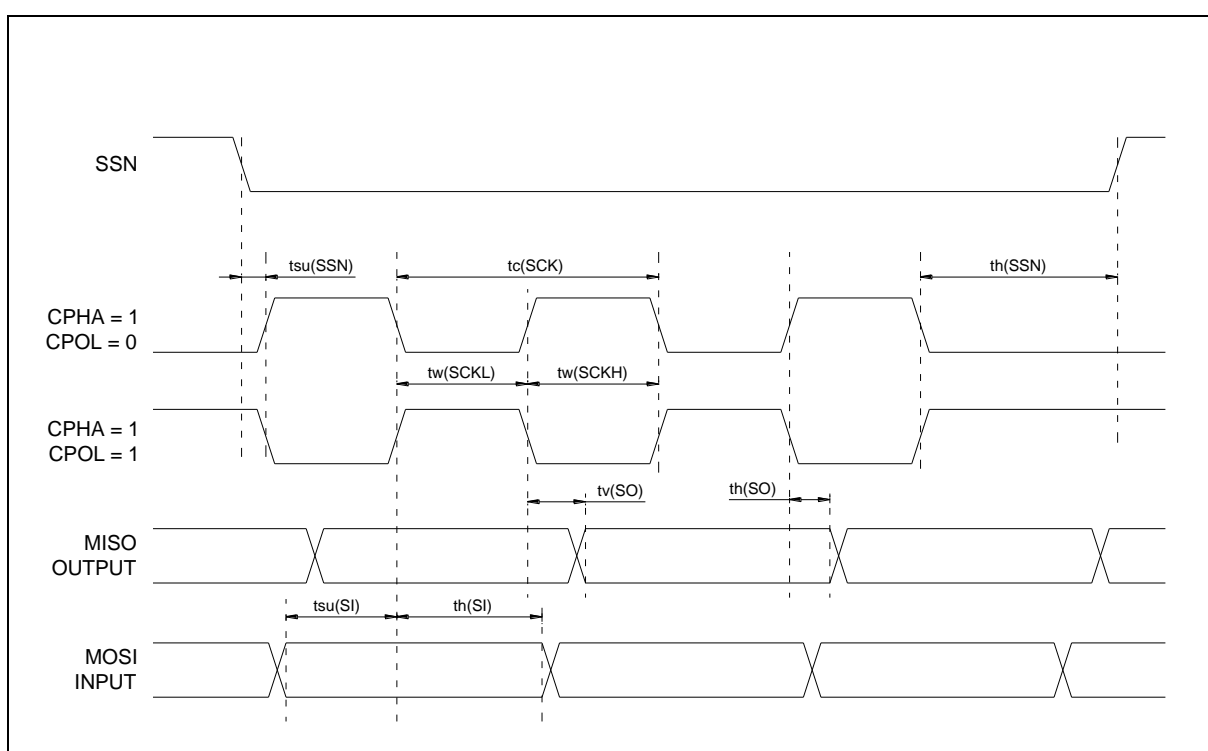 SSN
tsu(SSN)
tc(SCK)
th(SSN)
CPHA = 1
CPOL = 0
tw(SCKL)
tw(SCKH)
CPHA = 1
CPOL = 1
tv(SO)
th(SO)
MISO
OUTPUT
tsu(SI)
th(SI)
MOSI
INPUT